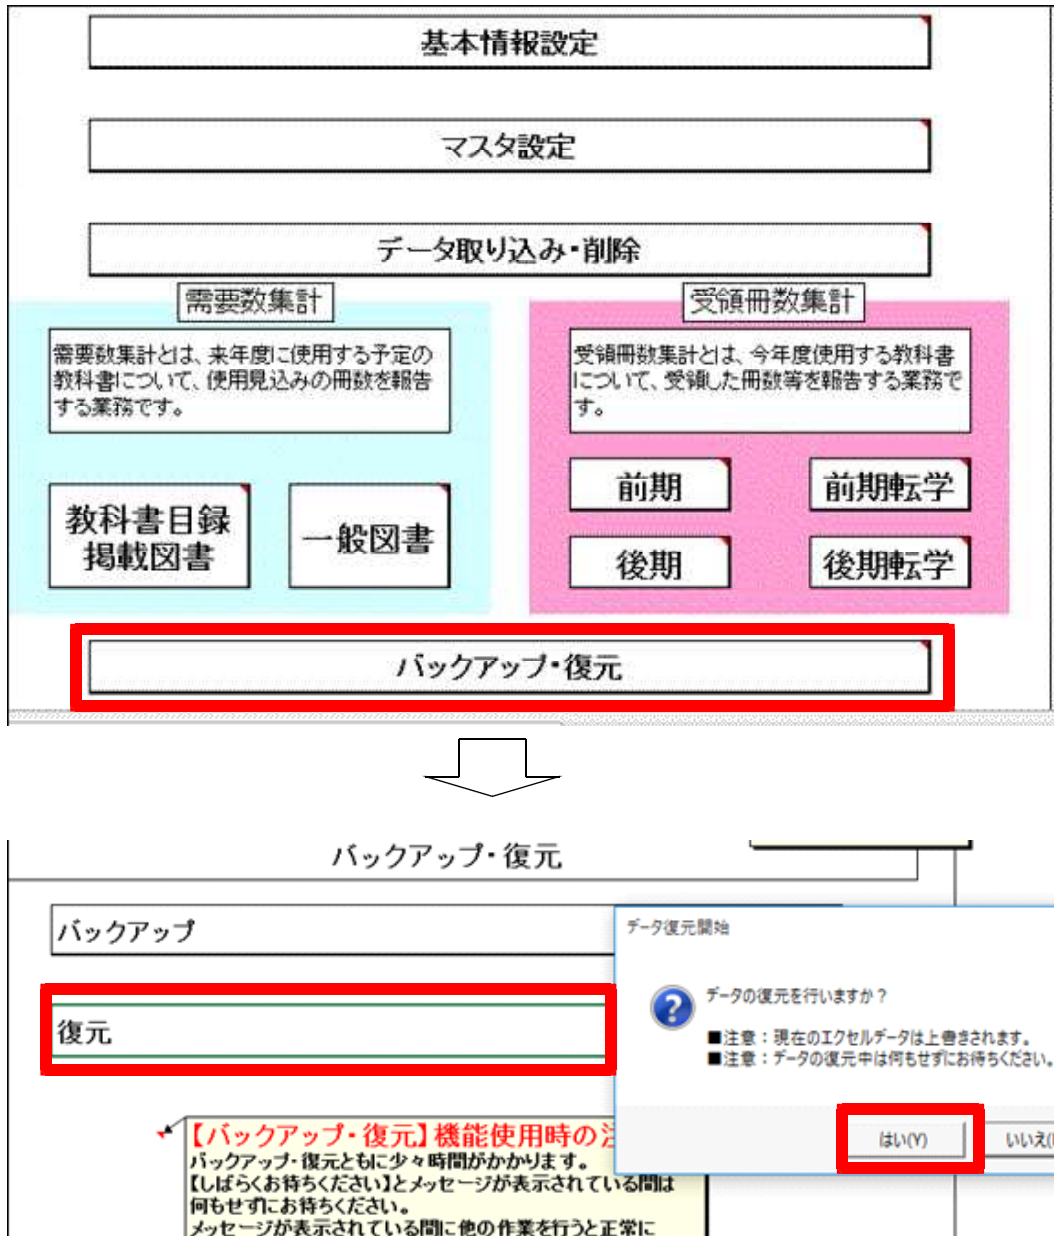 基本情報設定
マスタ設定
データ取り込み・削除
需要数集計
需要数集計とは、来年度に使用する予定の
教科書について、使用見込みの冊数を報告
する業務です。
教科書目録
掲載図書
一般図書
受領冊数集計
受領冊数集計とは、今年度使用する教科書
について、受領した冊数等を報告する業務で
す。
前期
前期転学
後期
後期転学
バックアップ・復元
バックアップ・復元
バックアップ
復元
データ復元開始
データの復元を行いますか？
■注意：現在のエクセルデータは上書きされます。
■注意：データの復元中は何もせずにお待ちください。
はい(Y)
いいえ(
【バックアップ・復元】機能使用時の
バックアップ・復元ともに少々時間がかかります。
【しばらくお待ちください】とメッセージが表示されている間は
何もせずにお待ちください。
メッセージが表示されている間に他の作業を行うと正常に